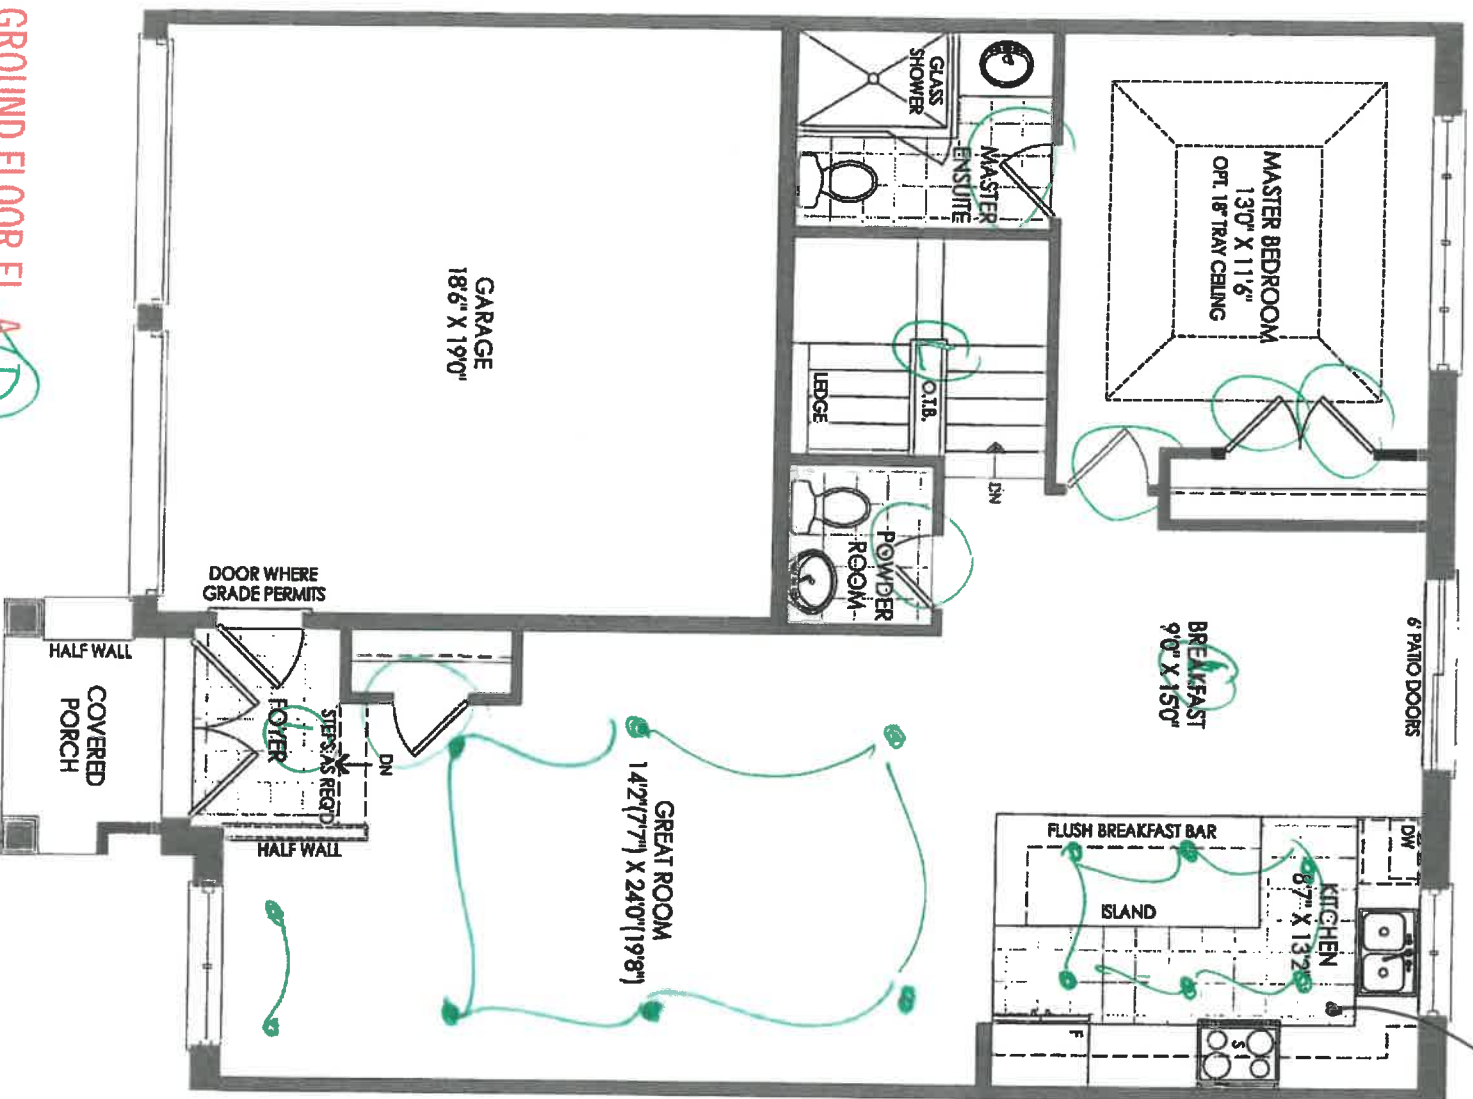 GROUND FLOOR EL. A
GLASS
SHOWER
MASTER
ENSUITE
MASTER BEDROOM
13'0" X 11'6"
OPT. 18" TRAY CEILING
GARAGE
18'6" X 19'0"
LEDGE
O.T.B.
DN
POWDER
ROOM
BREAKFAST
9'0" X 15'0"
6' PATIO DOORS
DOOR WHERE
GRADE PERMITS
HALF WALL
COVERED
PORCH
FOYER
STEPS AS REQ'D
DN
HALF WALL
GREAT ROOM
14'2"(7'7") X 24'0"(19'8")
FLUSH BREAKFAST BAR
ISLAND
KITCHEN
8'7" X 13'2"
DW
F
S